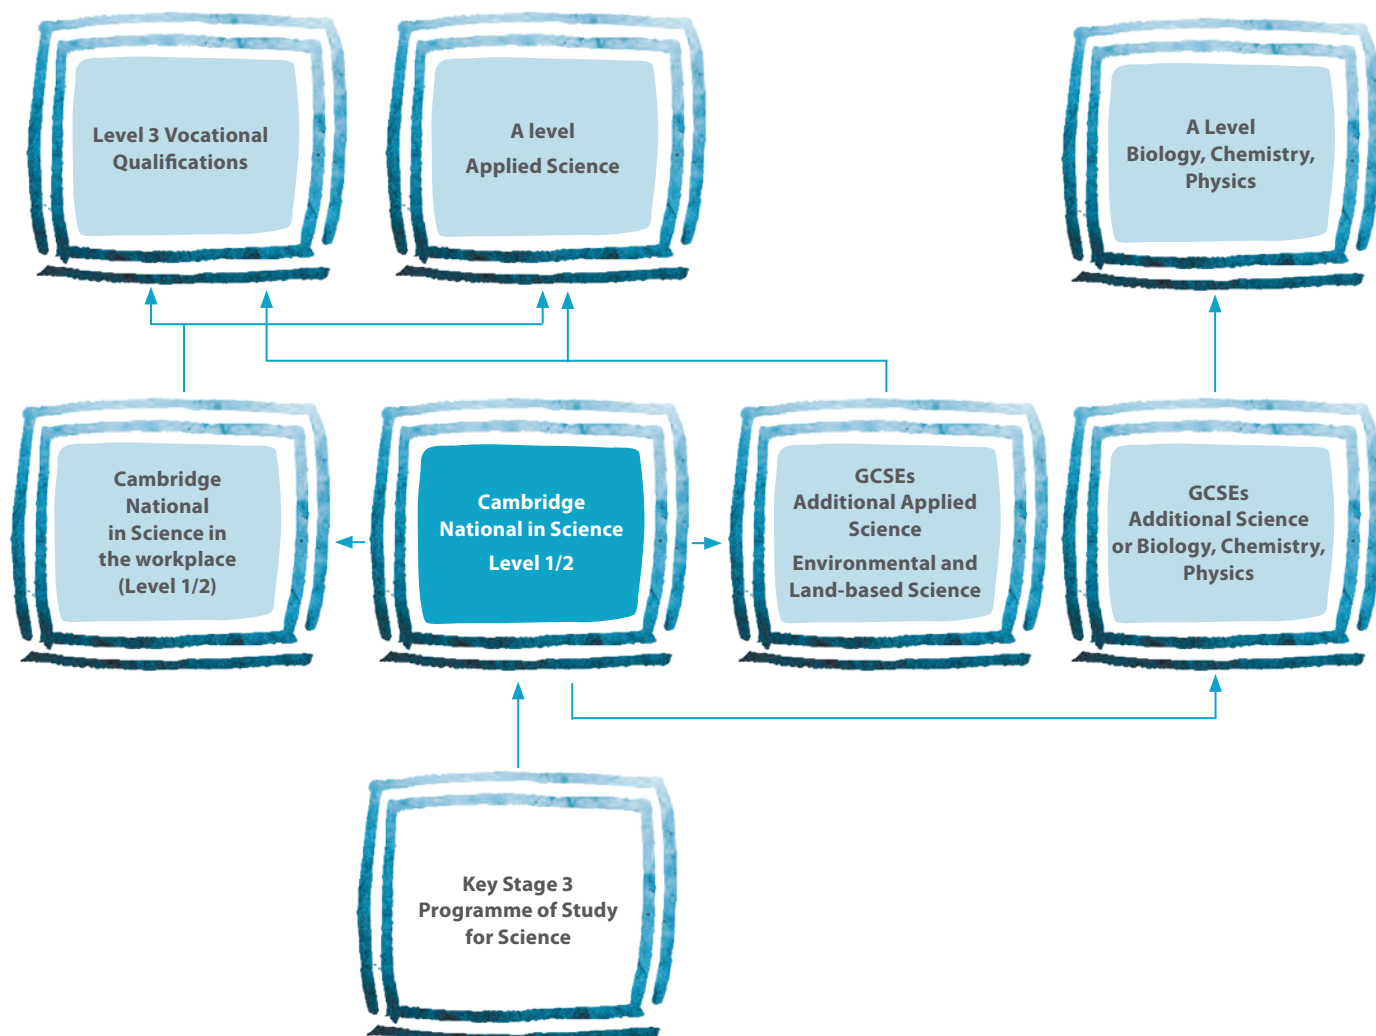 Level 3 Vocational
Qualifications
A level
Applied Science
A Level
Biology, Chemistry,
Physics
Cambridge
National
in Science in
the workplace
(Level 1/2)
Cambridge
National in Science
Level 1/2
GCSEs
Additional Applied
Science
Environmental and
Land-based Science
GCSEs
Additional Science
or Biology, Chemistry,
Physics
Key Stage 3
Programme of Study
for Science